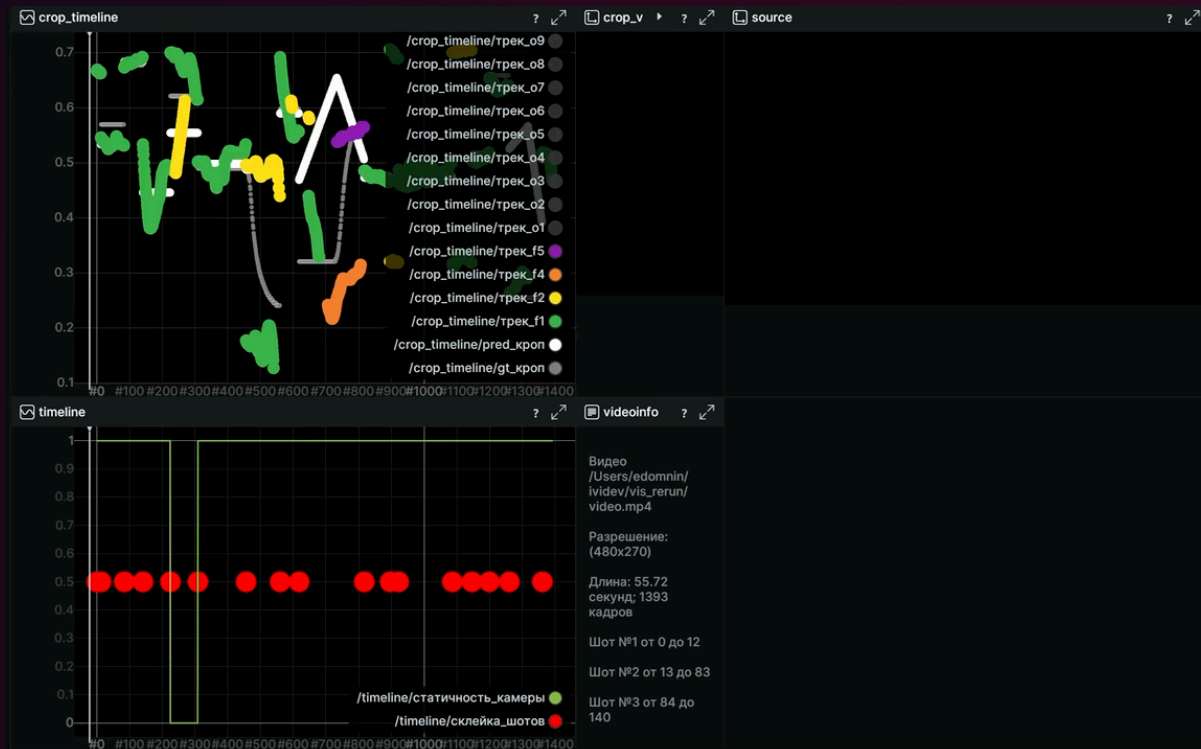 crop_timeline
?
crop_v
?
source
?
0.7
0.6
0.5
0.4
0.3
0.2
0.1
/crop_timeline/трек_o9
/crop_timeline/трек_o8
/crop_timeline/трек_o7
/crop_timeline/трек_o6
/crop_timeline/трек_o5
/crop_timeline/трек_o4
/crop_timeline/трек_o3
/crop_timeline/трек_o2
/crop_timeline/трек_o1
/crop_timeline/трек_f5
/crop_timeline/трек_f4
/crop_timeline/трек_f2
/crop_timeline/трек_f1
/crop_timeline/pred_кроп
/crop_timeline/gt_кроп
#0 #100 #200 #300 #400 #500 #600 #700 #800 #900 #1000 #1100 #1200 #1300 #1400
timeline
?
1
0.9
0.8
0.7
0.6
0.5
0.4
0.3
0.2
0.1
0
/timeline/статичность_камеры
/timeline/склейка_шотов
#0 #100 #200 #300 #400 #500 #600 #700 #800 #900 #1000 #1100 #1200 #1300 #1400
videoinfo
?
Видео
/Users/edomnin/
ividev/vis_rerun/
video.mp4
Разрешение:
(480x270)
Длина: 55.72
секунд; 1393
кадров
Шот №1 от 0 до 12
Шот №2 от 13 до 83
Шот №3 от 84 до
140